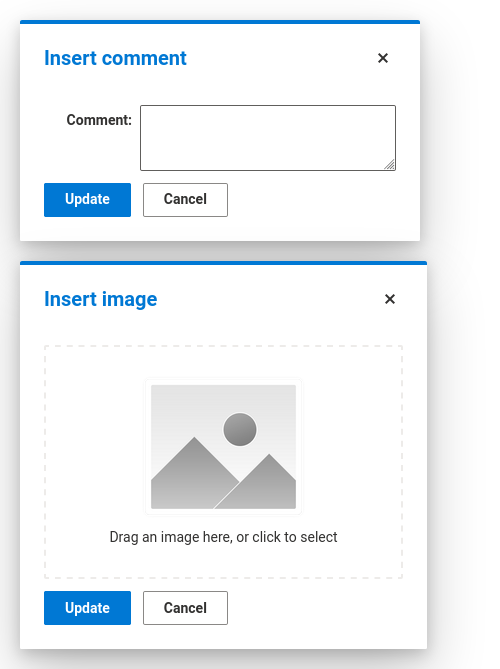 Insert comment ×
Comment:
Update Cancel
Insert image ×
Drag an image here, or click to select
Update Cancel